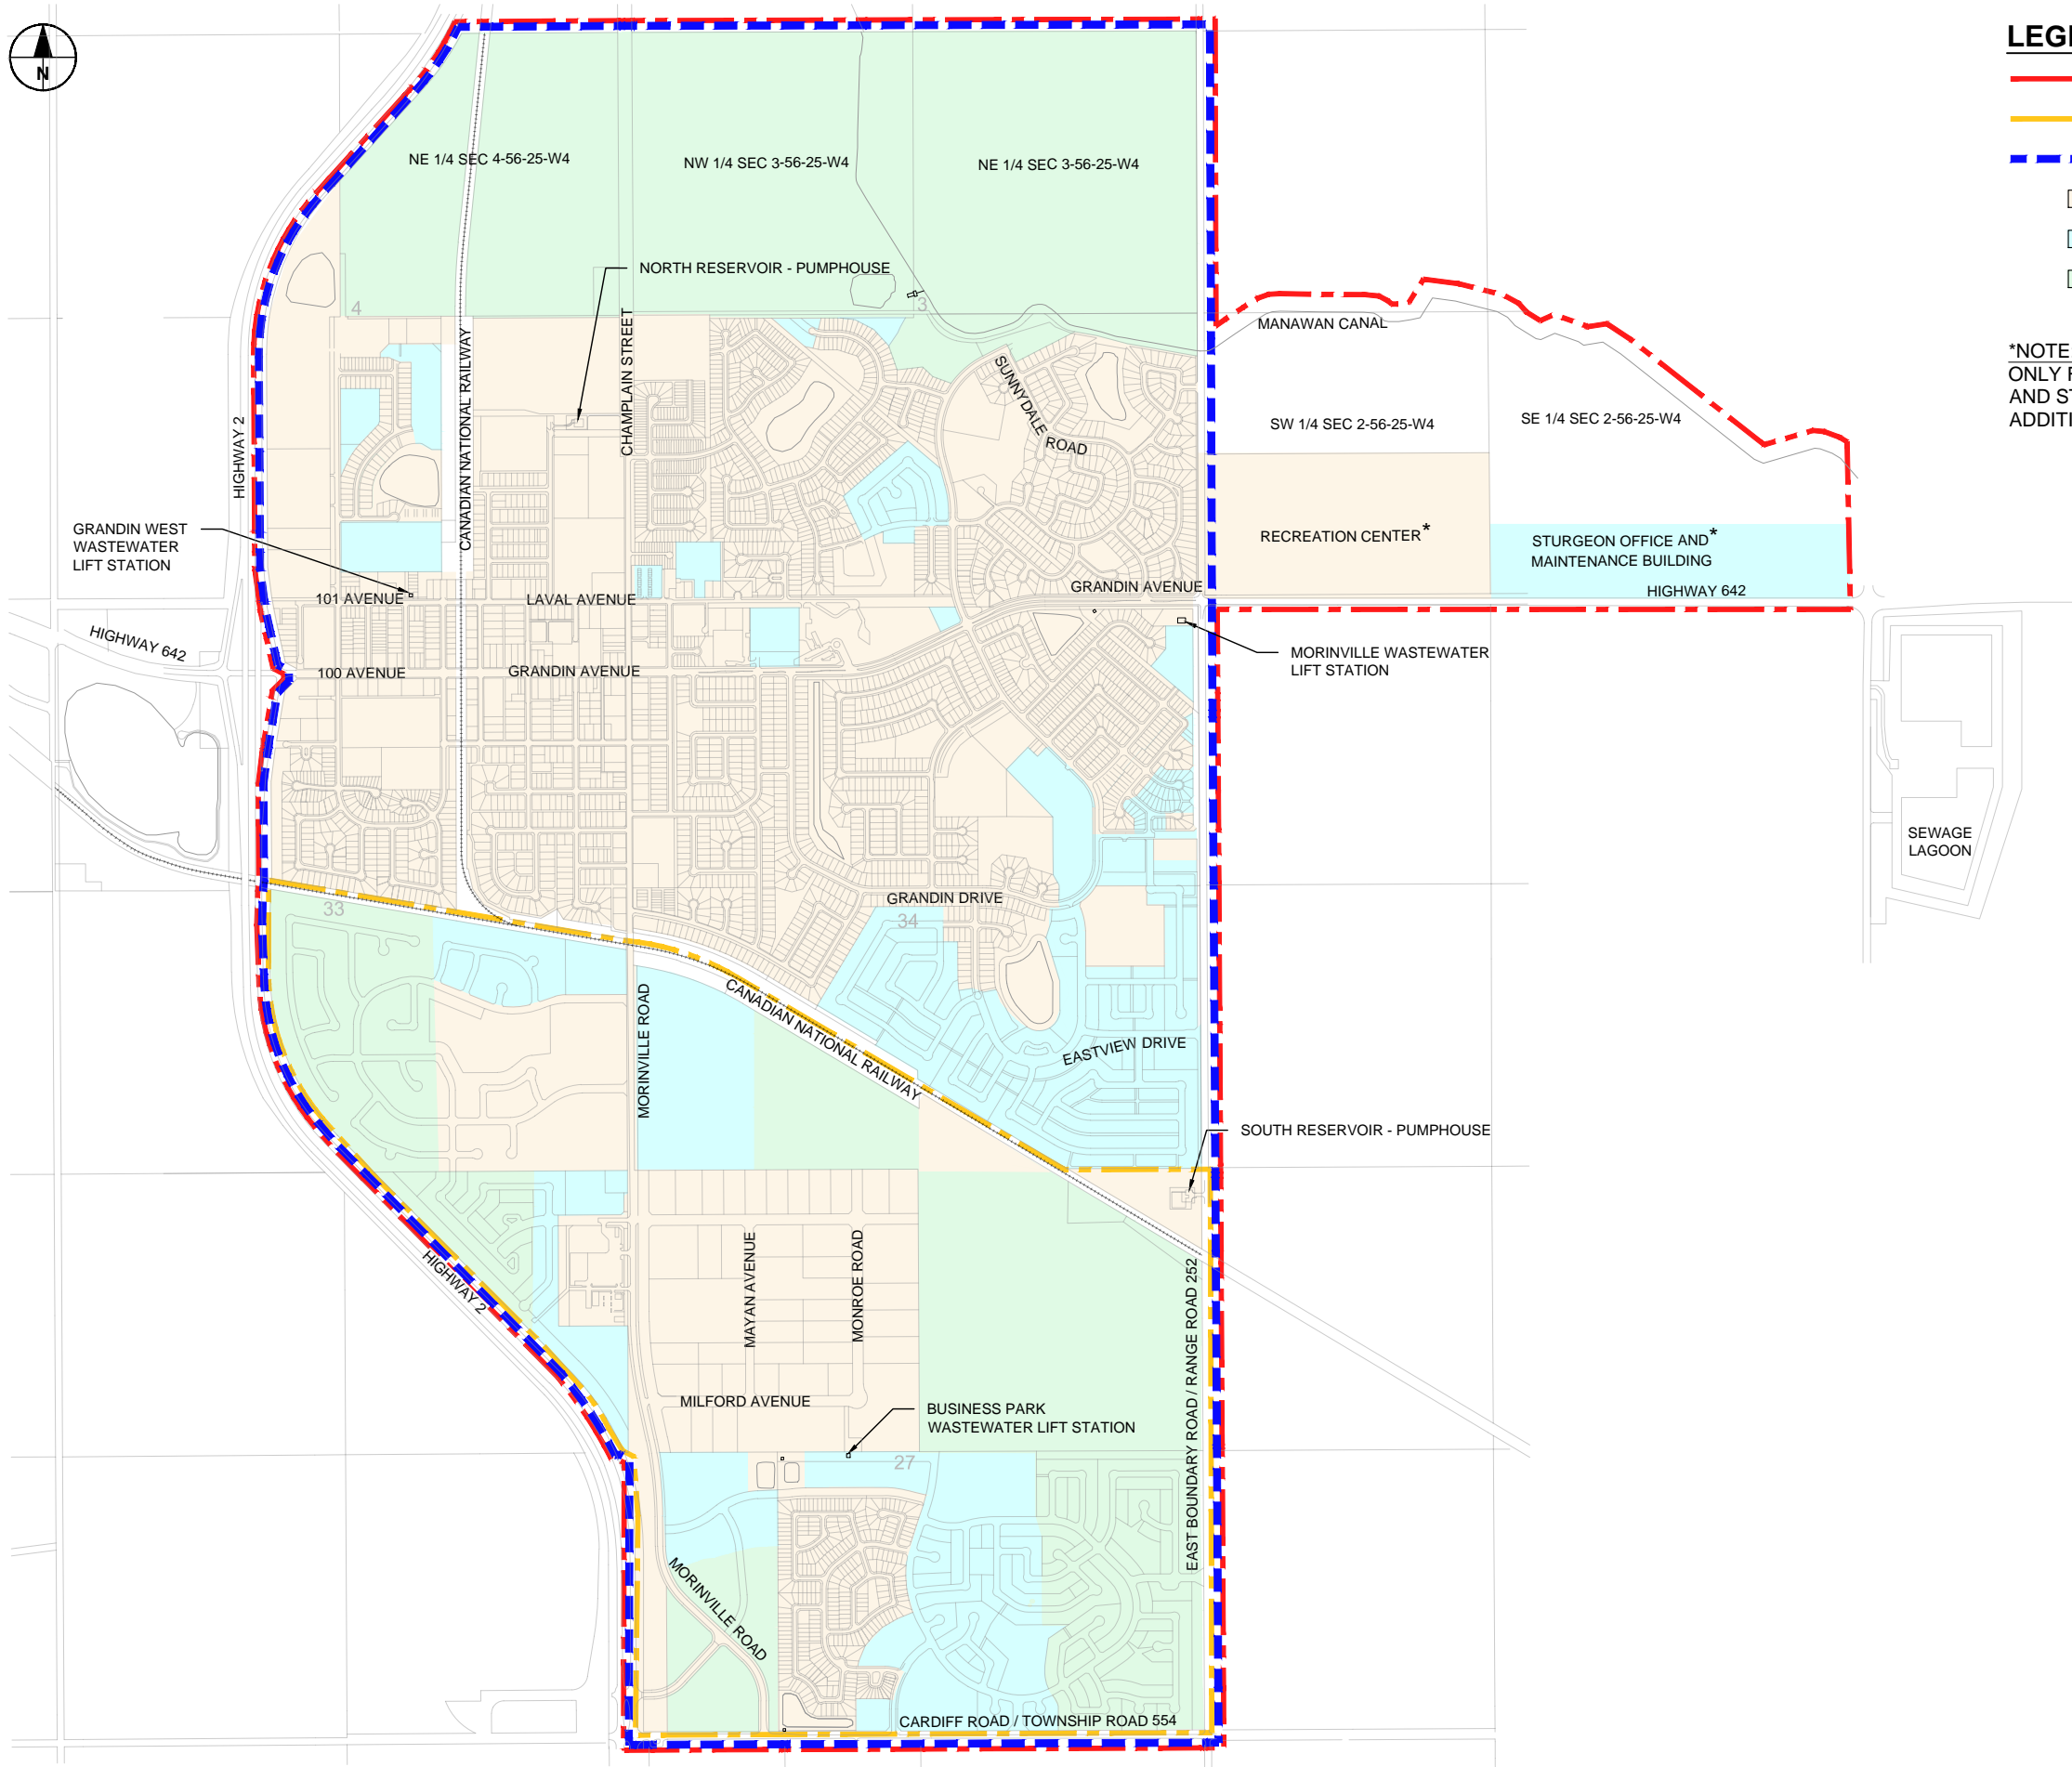 N
LEG
NE 1/4 SEC 4-56-25-W4
NW 1/4 SEC 3-56-25-W4
NE 1/4 SEC 3-56-25-W4
NORTH RESERVOIR - PUMPHOUSE
4
3
MANAWAN CANAL
*NOTE
ONLY
AND ST
ADDITI
CANADIAN NATIONAL RAILWAY
CHAMPLAIN STREET
SUNNYDALE ROAD
HIGHWAY 2
SW 1/4 SEC 2-56-25-W4
SE 1/4 SEC 2-56-25-W4
GRANDIN WEST
WASTEWATER
LIFT STATION
RECREATION CENTER*
STURGEON OFFICE AND*
MAINTENANCE BUILDING
101 AVENUE
LAVAL AVENUE
GRANDIN AVENUE
HIGHWAY 642
HIGHWAY 642
100 AVENUE
GRANDIN AVENUE
MORINVILLE WASTEWATER
LIFT STATION
SEWAGE
LAGOON
33
34
GRANDIN DRIVE
MORINVILLE ROAD
CANADIAN NATIONAL RAILWAY
EASTVIEW DRIVE
SOUTH RESERVOIR - PUMPHOUSE
HIGHWAY 2
MAYAN AVENUE
MONROE ROAD
EAST BOUNDARY ROAD / RANGE ROAD 252
MILFORD AVENUE
BUSINESS PARK
WASTEWATER LIFT STATION
27
MORINVILLE ROAD
CARDIFF ROAD / TOWNSHIP ROAD 554